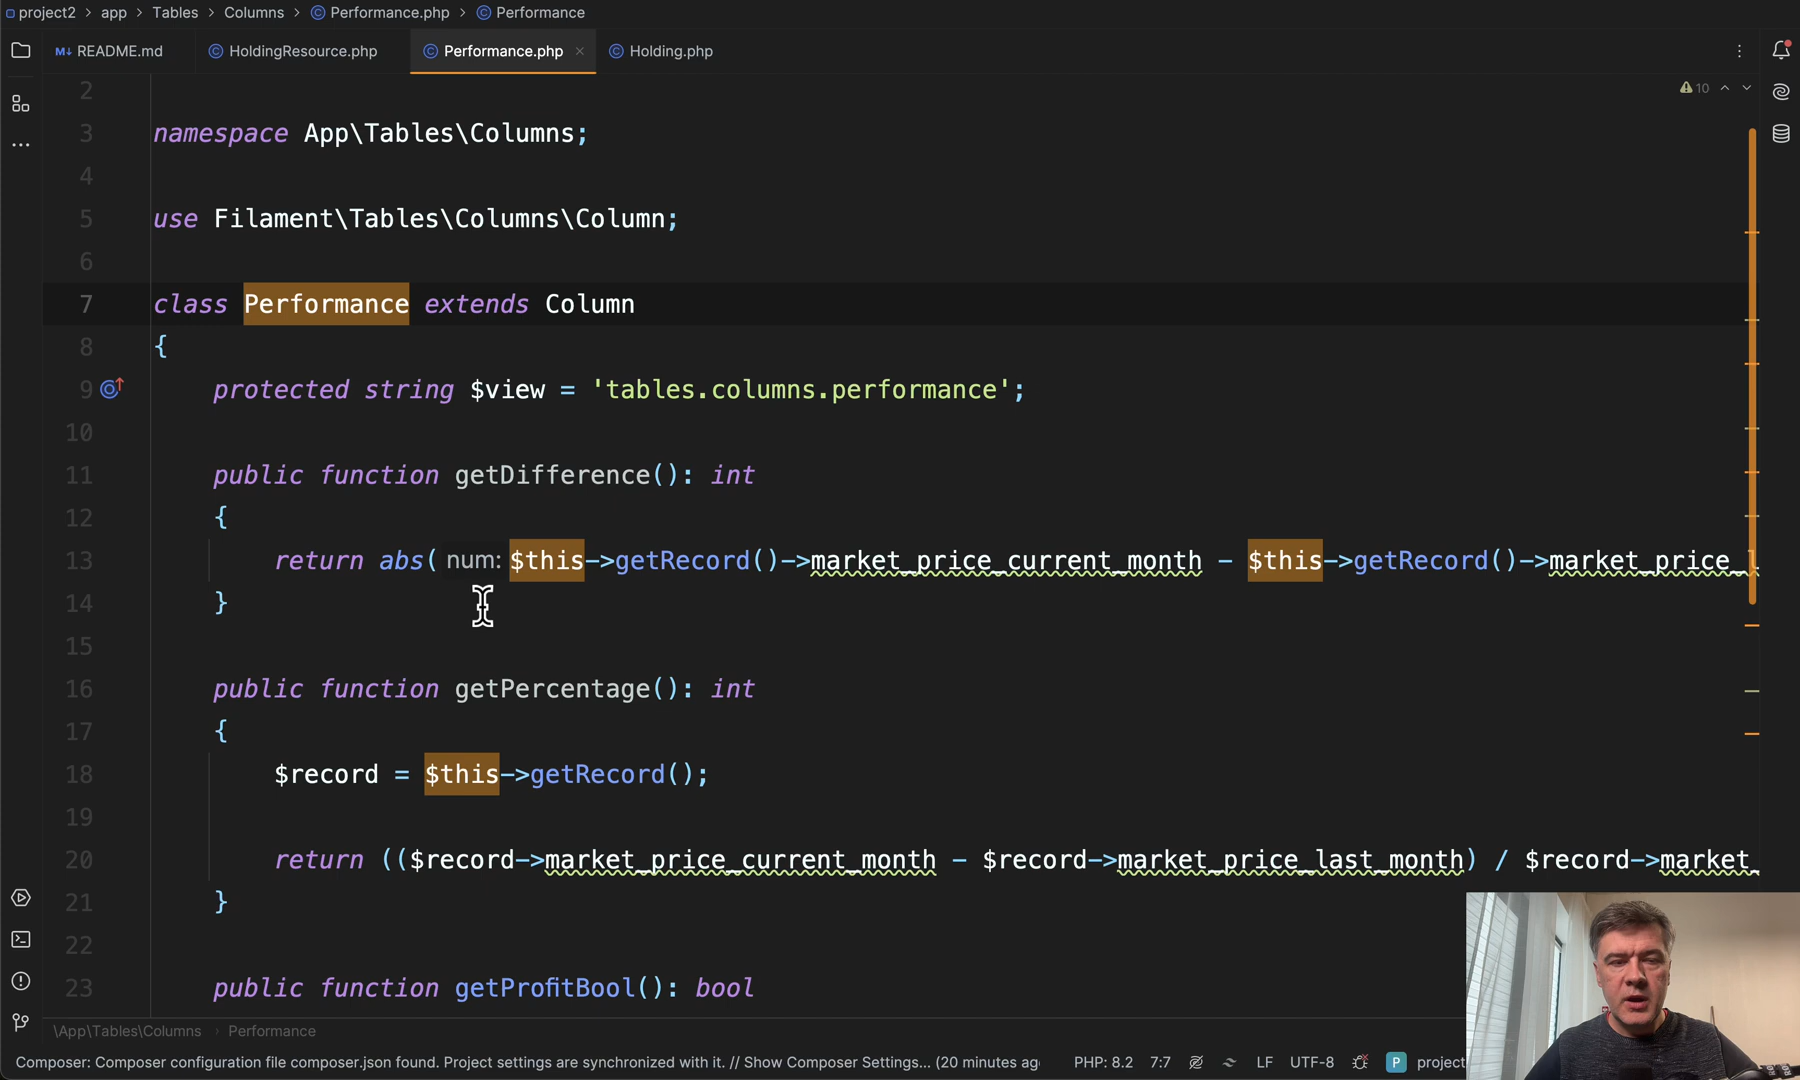 project2 > app > Tables > Columns > Performance.php > Performance
README.md HoldingResource.php Performance.php × Holding.php
10
2
3 namespace App\Tables\Columns;
4
5 use Filament\Tables\Columns\Column;
6
7 class Performance extends Column
8 {
9 protected string $view = 'tables.columns.performance';
10
11 public function getDifference(): int
12 {
13 return abs( num: $this->getRecord()->market_price_current_month - $this->getRecord()->market_price_l
14 }
15
16 public function getPercentage(): int
17 {
18 $record = $this->getRecord();
19
20 return (($record->market_price_current_month - $record->market_price_last_month) / $record->market_
21 }
22
23 public function getProfitBool(): bool
\App\Tables\Columns > Performance
Composer: Composer configuration file composer.json found. Project settings are synchronized with it. // Show Composer Settings... (20 minutes ago PHP: 8.2 7:7 LF UTF-8 P project